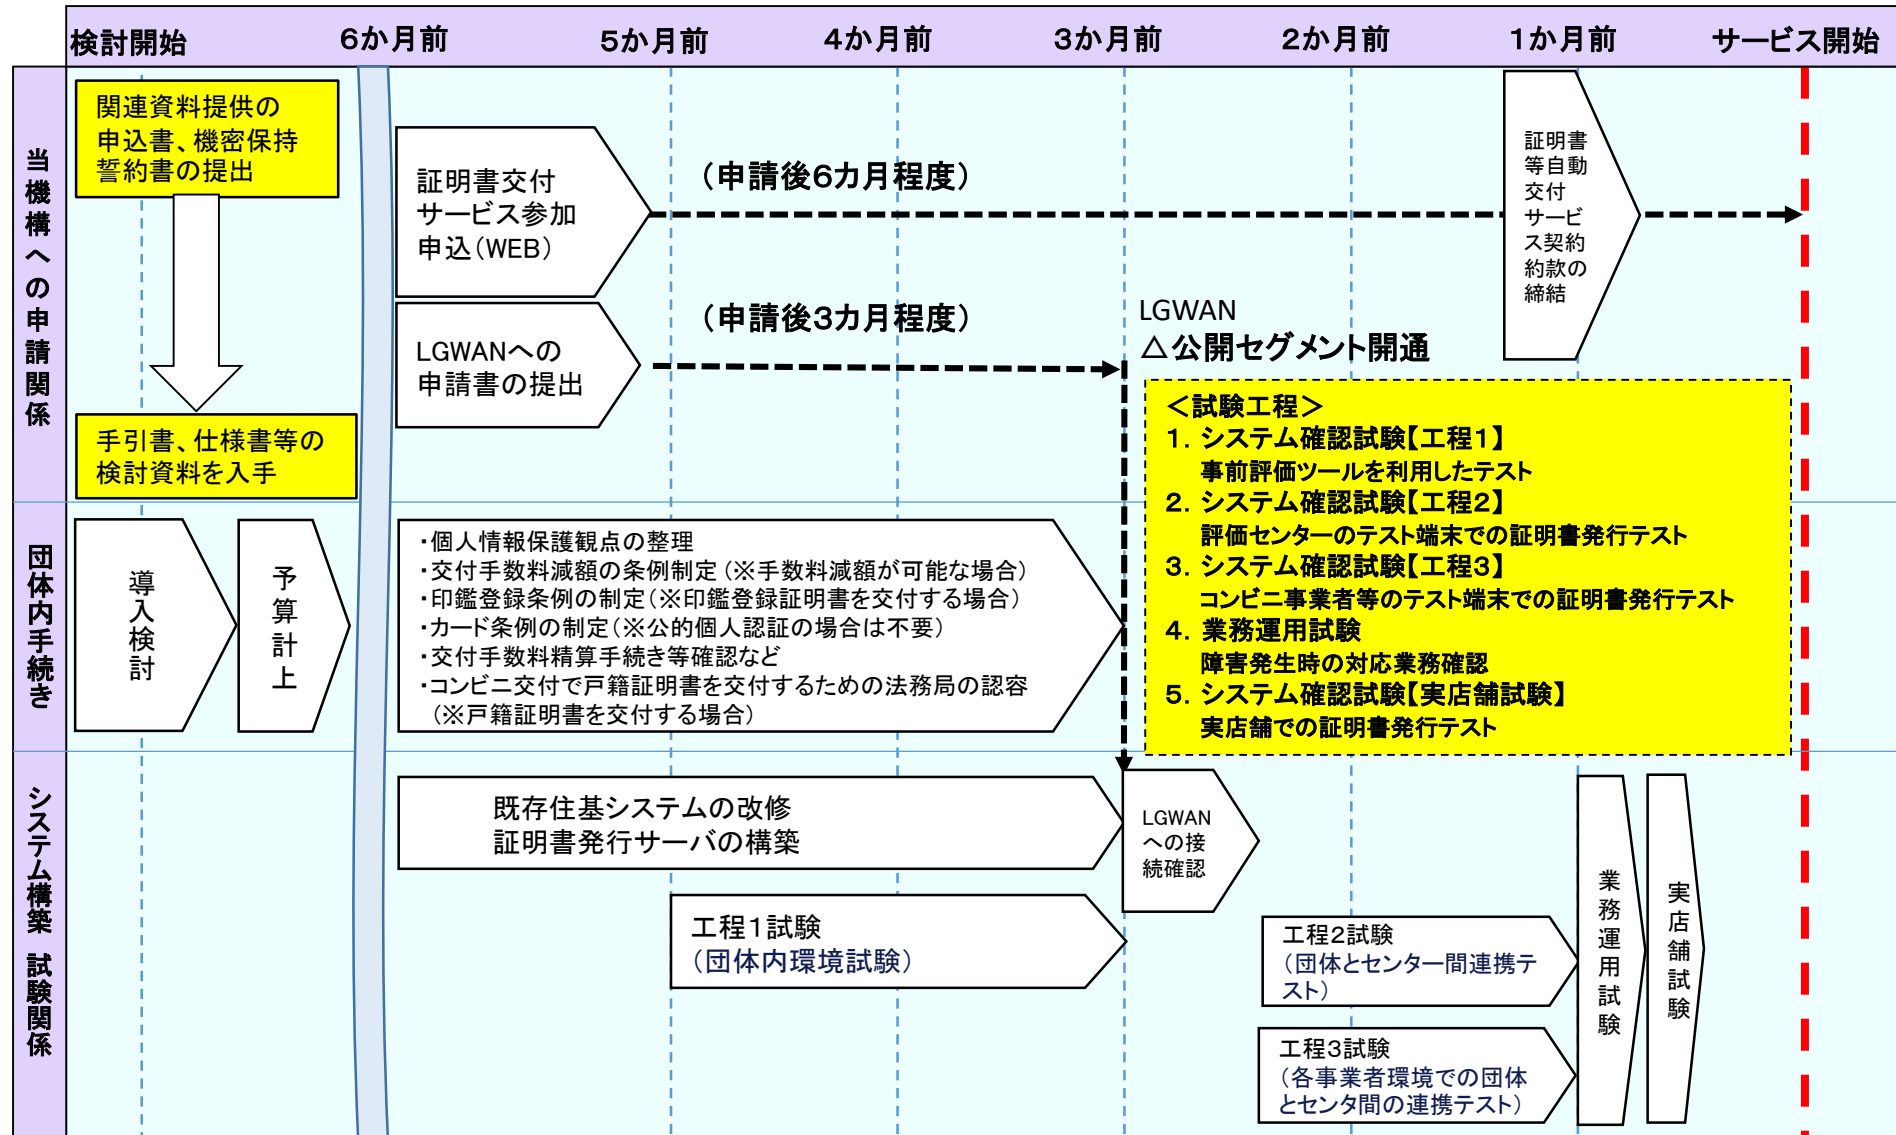 検討開始
6か月前
5か月前
4か月前
3か月前
2か月前
1か月前
サービス開始
当機構への申請関係
関連資料提供の
申込書、機密保持
誓約書の提出
手引書、仕様書等の
検討資料を入手
証明書交付
サービス参加
申込（WEB）
（申請後6カ月程度）
LGWANへの
申請書の提出
（申請後3カ月程度）
LGWAN
△公開セグメント開通
証明書
等自動
交付
サービ
ス契約
約款の
締結
＜試験工程＞
1．システム確認試験【工程1】
事前評価ツールを利用したテスト
2．システム確認試験【工程2】
評価センターのテスト端末での証明書発行テスト
3．システム確認試験【工程3】
コンビニ事業者等のテスト端末での証明書発行テスト
4．業務運用試験
障害発生時の対応業務確認
5．システム確認試験【実店舗試験】
実店舗での証明書発行テスト
団体内手続き
導入検討
予算計上
・個人情報保護観点の整理
・交付手数料減額の条例制定（※手数料減額が可能な場合）
・印鑑登録条例の制定（※印鑑登録証明書を交付する場合）
・カード条例の制定（※公的個人認証の場合は不要）
・交付手数料精算手続き等確認など
・コンビニ交付で戸籍証明書を交付するための法務局の認容
（※戸籍証明書を交付する場合）
システム構築 試験関係
既存住基システムの改修
証明書発行サーバの構築
LGWAN
への接
続確認
工程1試験
（団体内環境試験）
工程2試験
（団体とセンター間連携テ
スト）
工程3試験
（各事業者環境での団体
とセンタ間の連携テスト）
業務運用試験
実店舗試験